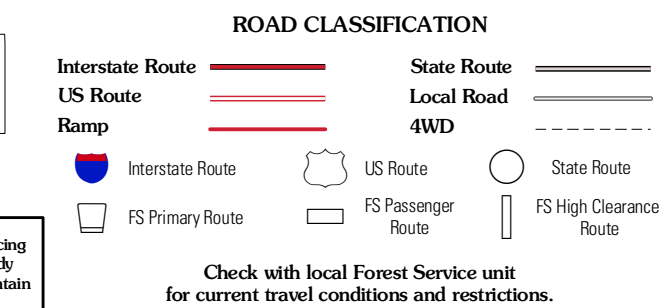 ROAD CLASSIFICATION
Interstate Route
State Route
US Route
Local Road
Ramp
4WD
Interstate Route
US Route
State Route
FS Primary Route
FS Passenger
Route
FS High Clearance
Route
Check with local Forest Service unit
for current travel conditions and restrictions.